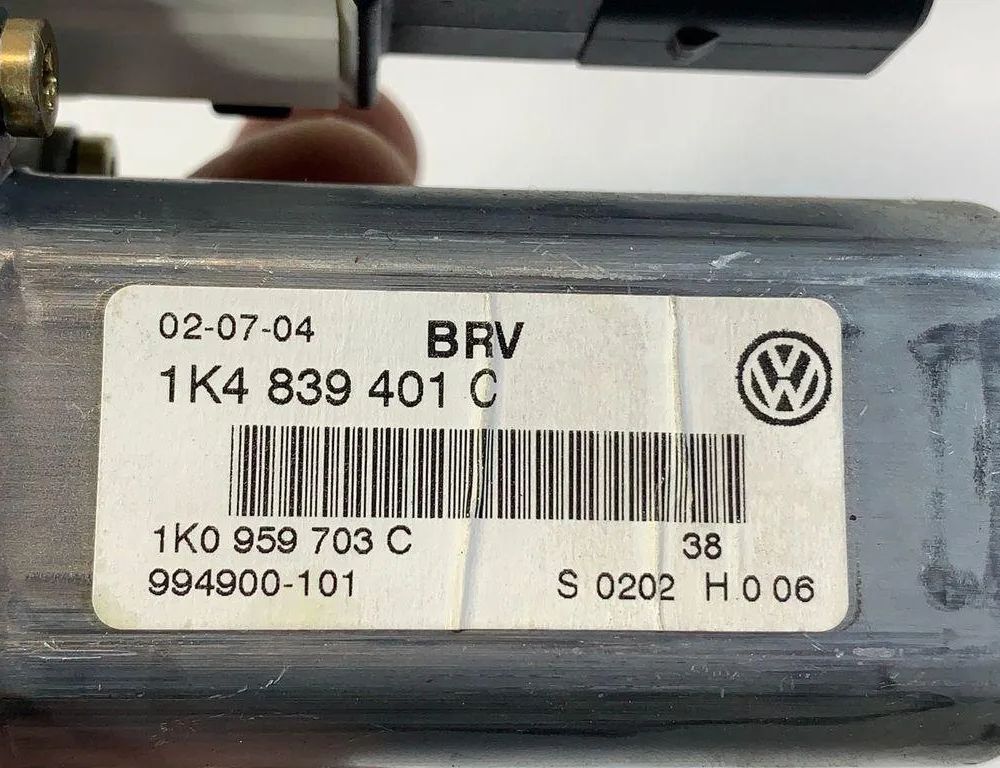 02-07-04 BRV
1K4 839 401 C
1K0 959 703 C 38
994900-101 S 0202 H 0 06